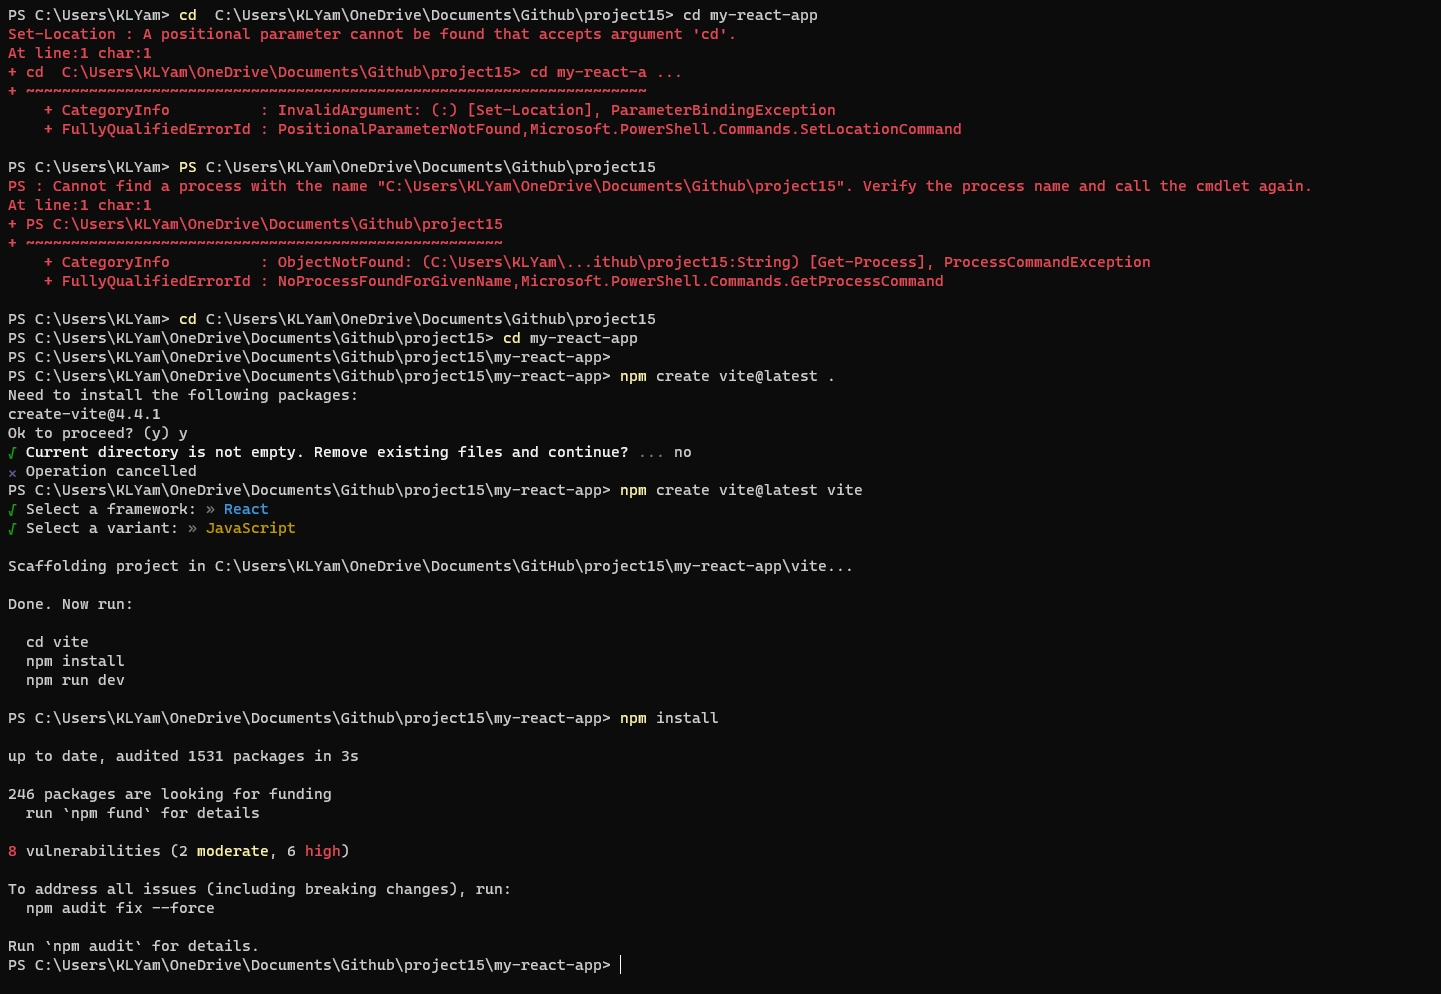 PS C:\Users\KLYam> cd  C:\Users\KLYam\OneDrive\Documents\Github\project15> cd my-react-app
Set-Location : A positional parameter cannot be found that accepts argument 'cd'.
At line:1 char:1
+ cd  C:\Users\KLYam\OneDrive\Documents\Github\project15> cd my-react-a ...
+ ~~~~~~~~~~~~~~~~~~~~~~~~~~~~~~~~~~~~~~~~~~~~~~~~~~~~~~~~~~~~~~~~~~~~~
    + CategoryInfo          : InvalidArgument: (:) [Set-Location], ParameterBindingException
    + FullyQualifiedErrorId : PositionalParameterNotFound,Microsoft.PowerShell.Commands.SetLocationCommand

PS C:\Users\KLYam> PS C:\Users\KLYam\OneDrive\Documents\Github\project15
PS : Cannot find a process with the name "C:\Users\KLYam\OneDrive\Documents\Github\project15". Verify the process name and call the cmdlet again.
At line:1 char:1
+ PS C:\Users\KLYam\OneDrive\Documents\Github\project15
+ ~~~~~~~~~~~~~~~~~~~~~~~~~~~~~~~~~~~~~~~~~~~~~~~~~~~~~
    + CategoryInfo          : ObjectNotFound: (C:\Users\KLYam\...ithub\project15:String) [Get-Process], ProcessCommandException
    + FullyQualifiedErrorId : NoProcessFoundForGivenName,Microsoft.PowerShell.Commands.GetProcessCommand

PS C:\Users\KLYam> cd C:\Users\KLYam\OneDrive\Documents\Github\project15
PS C:\Users\KLYam\OneDrive\Documents\Github\project15> cd my-react-app
PS C:\Users\KLYam\OneDrive\Documents\Github\project15\my-react-app>
PS C:\Users\KLYam\OneDrive\Documents\Github\project15\my-react-app> npm create vite@latest .
Need to install the following packages:
create-vite@4.4.1
Ok to proceed? (y) y
√ Current directory is not empty. Remove existing files and continue? ... no
× Operation cancelled
PS C:\Users\KLYam\OneDrive\Documents\Github\project15\my-react-app> npm create vite@latest vite
√ Select a framework: » React
√ Select a variant: » JavaScript

Scaffolding project in C:\Users\KLYam\OneDrive\Documents\GitHub\project15\my-react-app\vite...

Done. Now run:

  cd vite
  npm install
  npm run dev

PS C:\Users\KLYam\OneDrive\Documents\Github\project15\my-react-app> npm install

up to date, audited 1531 packages in 3s

246 packages are looking for funding
  run `npm fund` for details

8 vulnerabilities (2 moderate, 6 high)

To address all issues (including breaking changes), run:
  npm audit fix --force

Run `npm audit` for details.
PS C:\Users\KLYam\OneDrive\Documents\Github\project15\my-react-app>